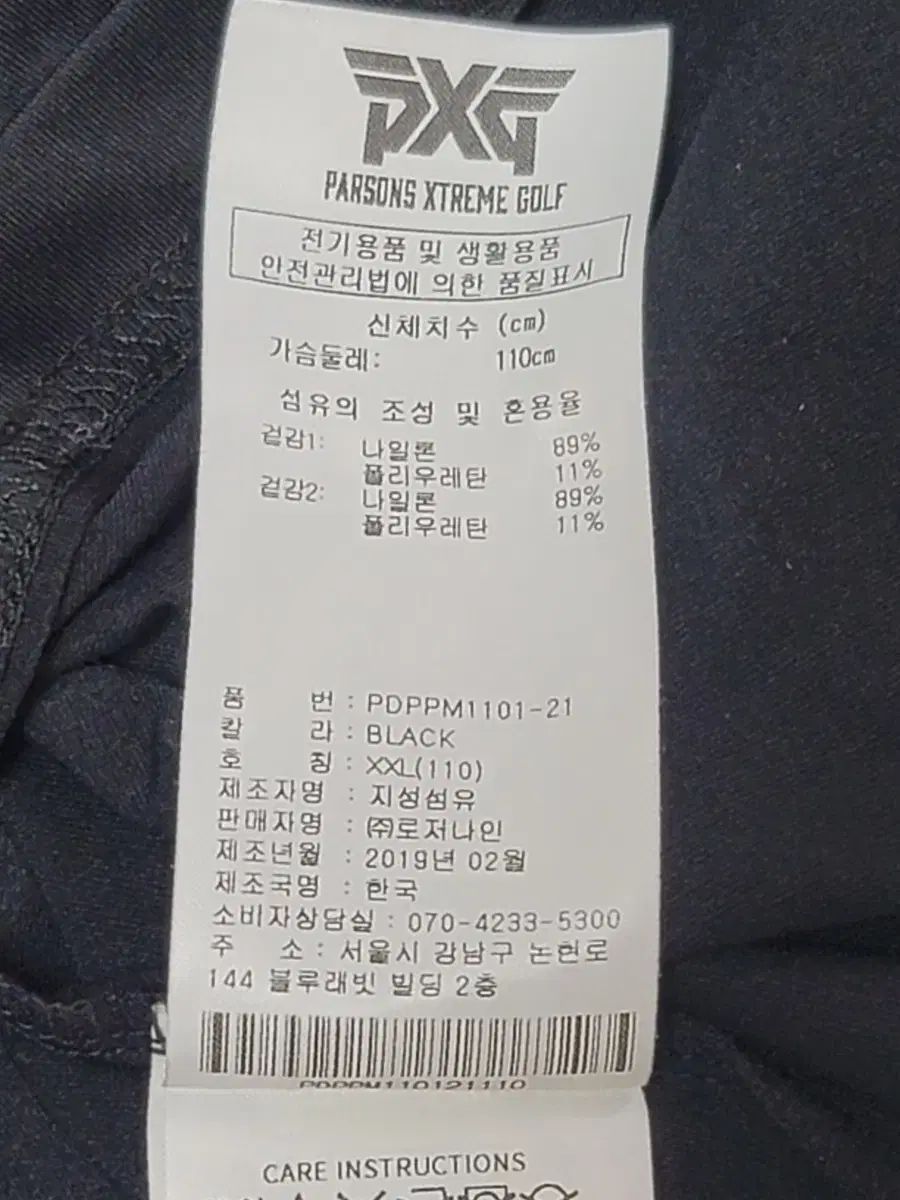 PXG
PARSONS XTREME GOLF
전기용품 및 생활용품
안전관리법에 의한 품질표시
신체치수 (cm)
가슴둘레: 110cm
섬유의 조성 및 혼용율
겉감1: 나일론 89%
폴리우레탄 11%
겉감2: 나일론 89%
폴리우레탄 11%
품 번 : PDPPM1101-21
칼 라 : BLACK
호 칭 : XXL(110)
제조자명 : 지성섬유
판매자명 : ㈜로저나인
제조년월 : 2019년 02월
제조국명 : 한국
소비자상담실 : 070-4233-5300
주 소 : 서울시 강남구 논현로
144 블루래빗 빌딩 2층
PDPPM110121110
CARE INSTRUCTIONS